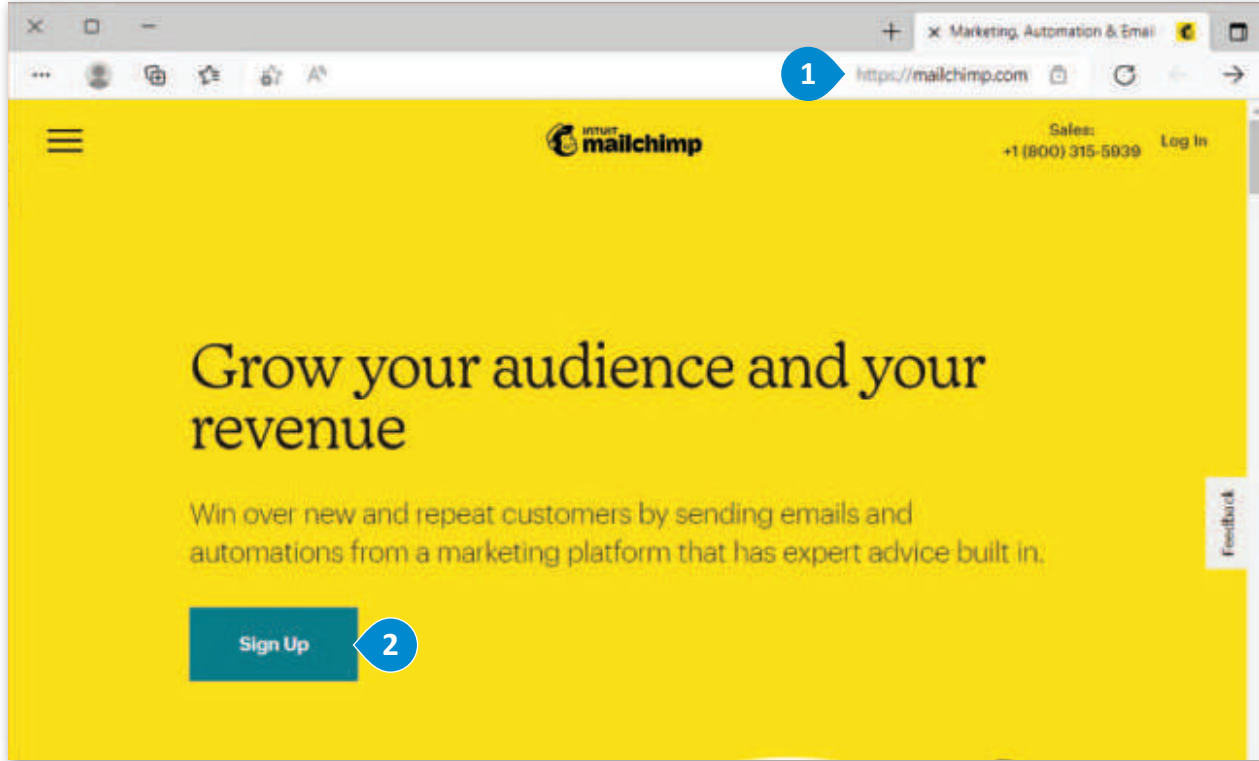 Marketing, Automation & Emai
1
https://mailchimp.com
INTUIT
mailchimp
Sales:
+1 (800) 315-5939
Log In
Grow your audience and your
revenue
Win over new and repeat customers by sending emails and
automations from a marketing platform that has expert advice built in.
Feedback
Sign Up
2